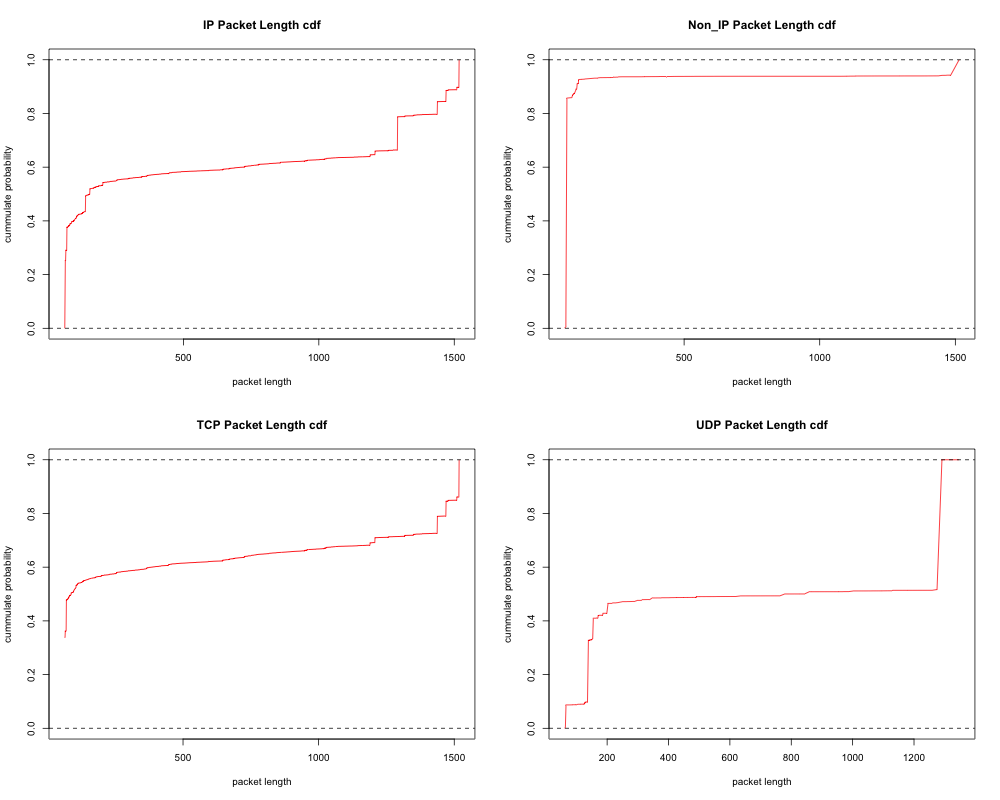 IP Packet Length cdf
cummulate probability
0.0 0.2 0.4 0.6 0.8 1.0
500 1000 1500
packet length
Non_IP Packet Length cdf
cummulate probability
0.0 0.2 0.4 0.6 0.8 1.0
500 1000 1500
packet length
TCP Packet Length cdf
cummulate probability
0.0 0.2 0.4 0.6 0.8 1.0
500 1000 1500
packet length
UDP Packet Length cdf
cummulate probability
0.0 0.2 0.4 0.6 0.8 1.0
200 400 600 800 1000 1200
packet length